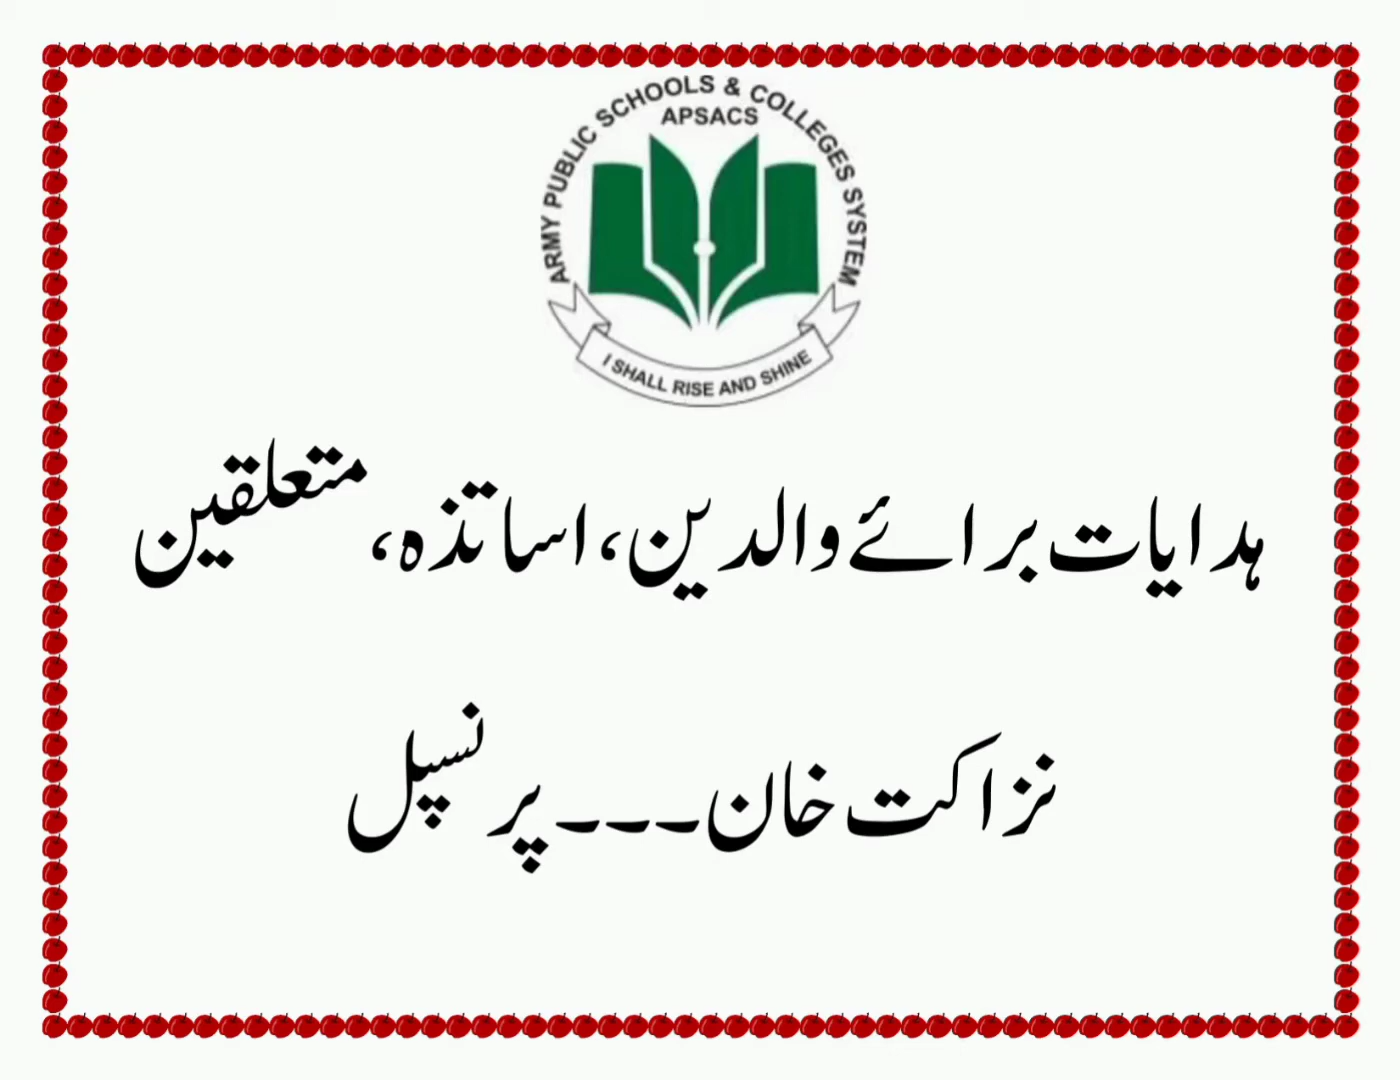 ARMY PUBLIC SCHOOLS & COLLEGES SYSTEM
APSACS
I SHALL RISE AND SHINE
ہدایات برائے والدین، اساتذہ، متعلقین
نزاکت خان۔۔۔ پرنسپل